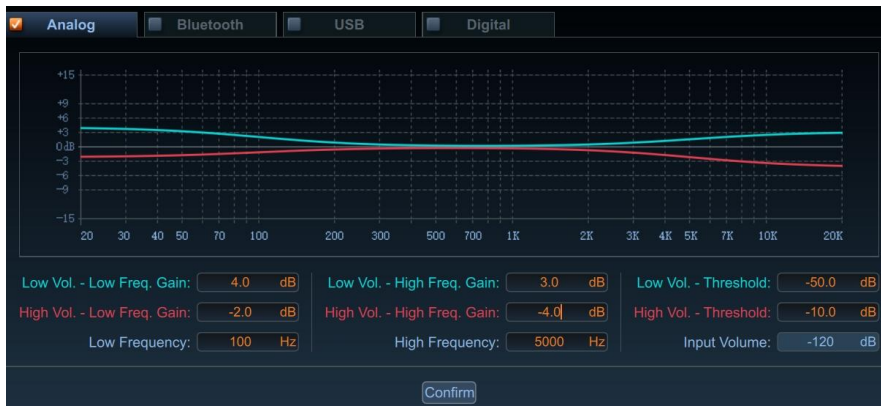 Analog Bluetooth USB Digital
+15
+9
+6
+3
0dB
-3
-6
-9
-15
20 30 40 50 70 100 200 300 500 700 1K 2K 3K 4K 5K 7K 10K 20K
Low Vol. - Low Freq. Gain: 4.0 dB Low Vol. - High Freq. Gain: 3.0 dB Low Vol. - Threshold: -50.0 dB
High Vol. - Low Freq. Gain: -2.0 dB High Vol. - High Freq. Gain: -4.0 dB High Vol. - Threshold: -10.0 dB
Low Frequency: 100 Hz High Frequency: 5000 Hz Input Volume: -120 dB
Confirm